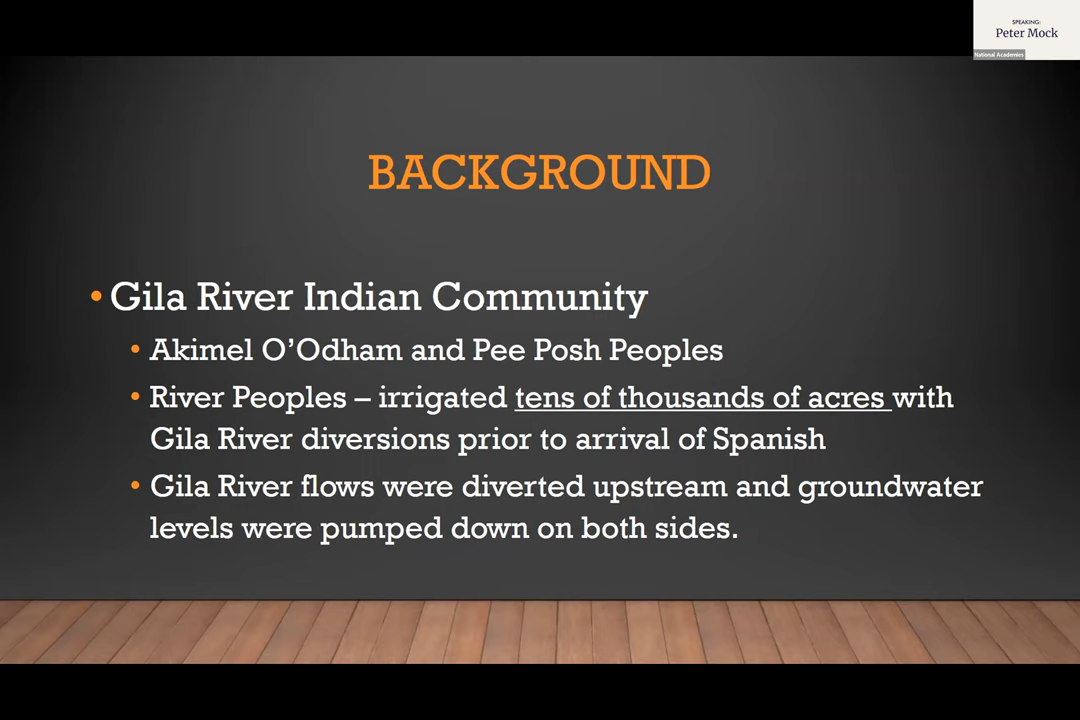 SPEAKING:
Peter Mock
National Academies
BACKGROUND
• Gila River Indian Community
• Akimel O’Odham and Pee Posh Peoples
• River Peoples – irrigated tens of thousands of acres with
Gila River diversions prior to arrival of Spanish
• Gila River flows were diverted upstream and groundwater
levels were pumped down on both sides.